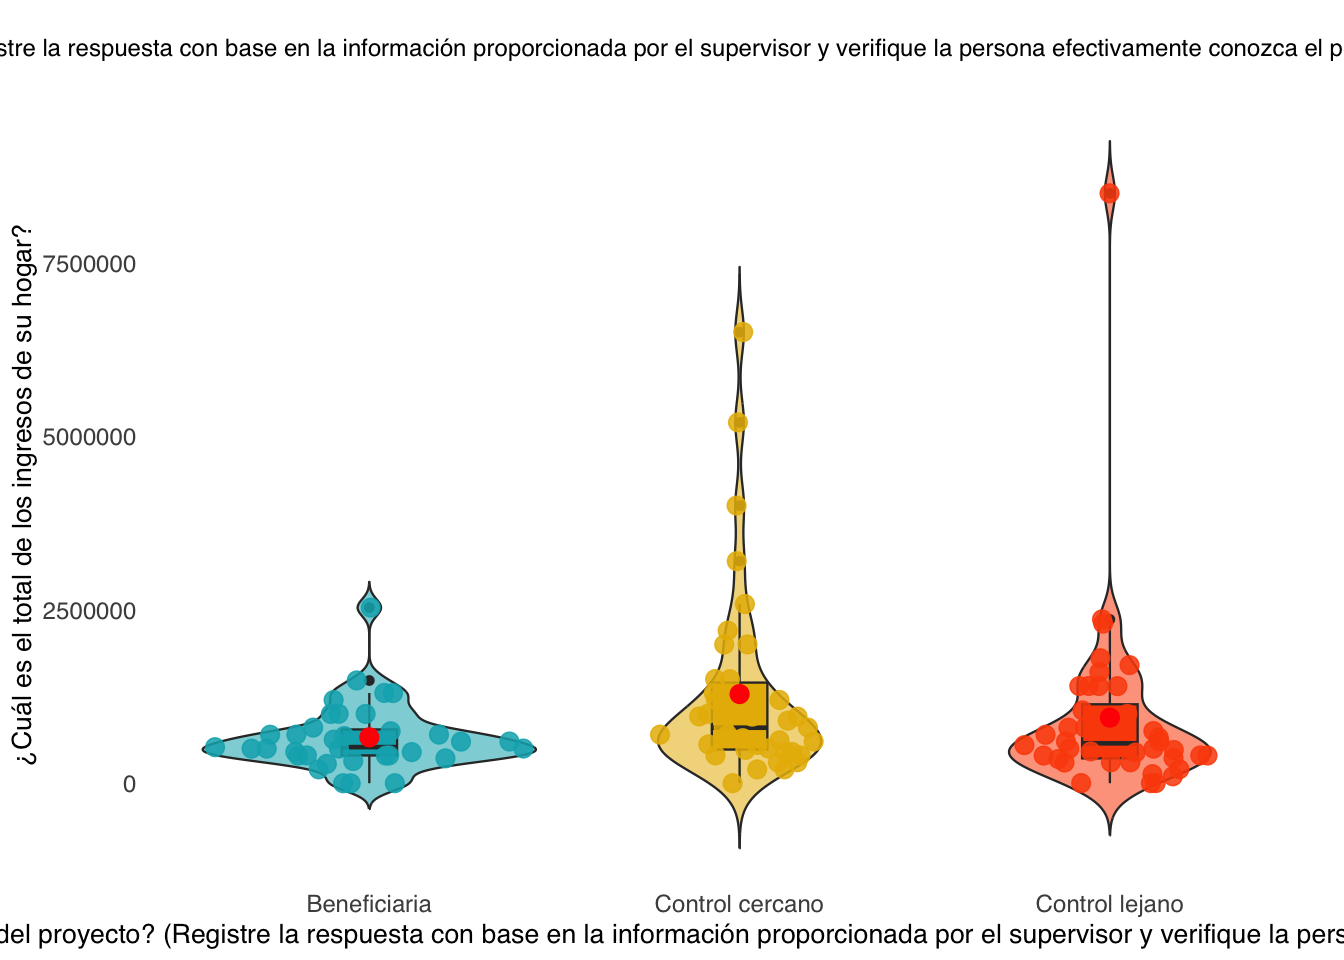 stre la respuesta con base en la información proporcionada por el supervisor y verifique la persona efectivamente conozca el p
¿Cuál es el total de los ingresos de su hogar?
7500000
5000000
2500000
0
Beneficiaria Control cercano Control lejano
del proyecto? (Registre la respuesta con base en la información proporcionada por el supervisor y verifique la pers